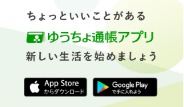 ちょっといいことがある
ゆうちょ通帳アプリ
新しい生活を始めましょう
App Store
からダウンロード
Google Play
で手に入れよう